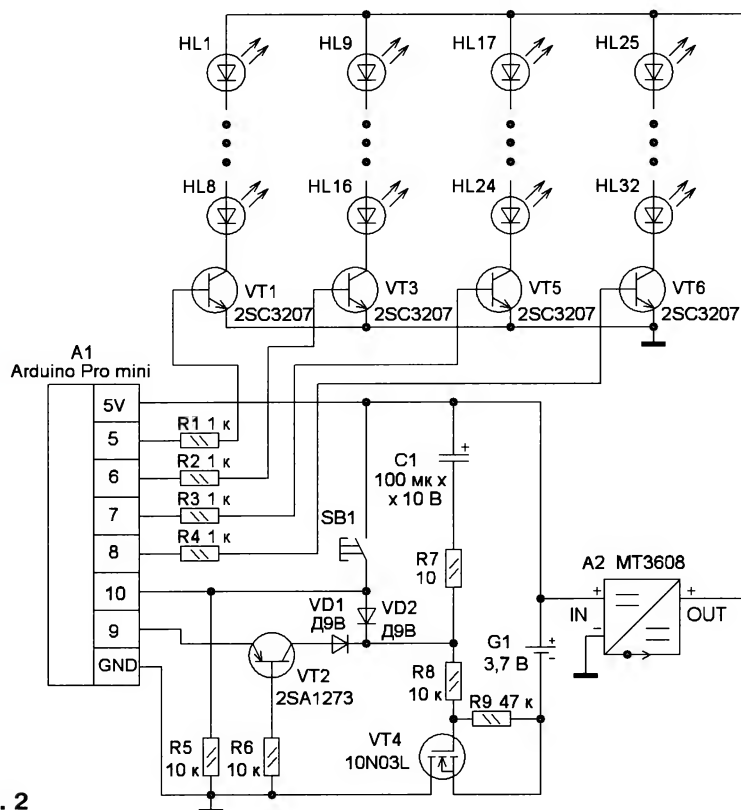 HL1
HL9
HL17
HL25
HL8
HL16
HL24
HL32
VT1
2SC3207
VT3
2SC3207
VT5
2SC3207
VT6
2SC3207
A1
Arduino Pro mini
5V
5
6
7
8
10
9
GND
R1 1 к
R2 1 к
R3 1 к
R4 1 к
C1
100 мк х
х 10 В
+
SB1
R7
10
A2 MT3608
+
IN
−
+
OUT
VD1
Д9В
VD2
Д9В
G1
3,7 В
+
−
VT2
2SA1273
R8
10 к
R9 47 к
R5
10 к
R6
10 к
VT4
10N03L
. 2